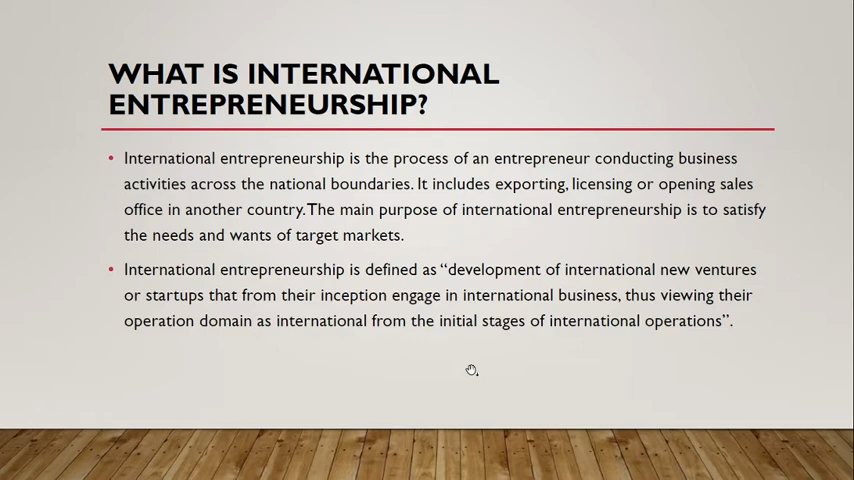 WHAT IS INTERNATIONAL
ENTREPRENEURSHIP?
• International entrepreneurship is the process of an entrepreneur conducting business
activities across the national boundaries. It includes exporting, licensing or opening sales
office in another country. The main purpose of international entrepreneurship is to satisfy
the needs and wants of target markets.
• International entrepreneurship is defined as “development of international new ventures
or startups that from their inception engage in international business, thus viewing their
operation domain as international from the initial stages of international operations”.